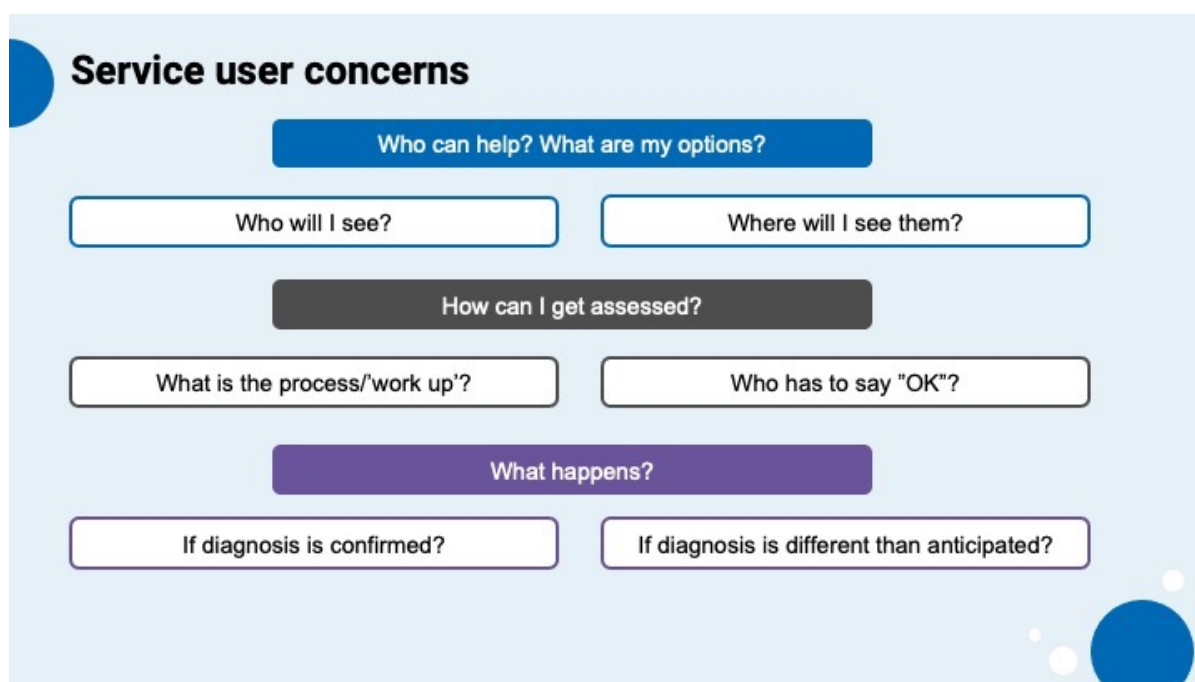 Service user concerns
Who can help? What are my options?
Who will I see?
Where will I see them?
How can I get assessed?
What is the process/'work up'?
Who has to say ”OK”?
What happens?
If diagnosis is confirmed?
If diagnosis is different than anticipated?